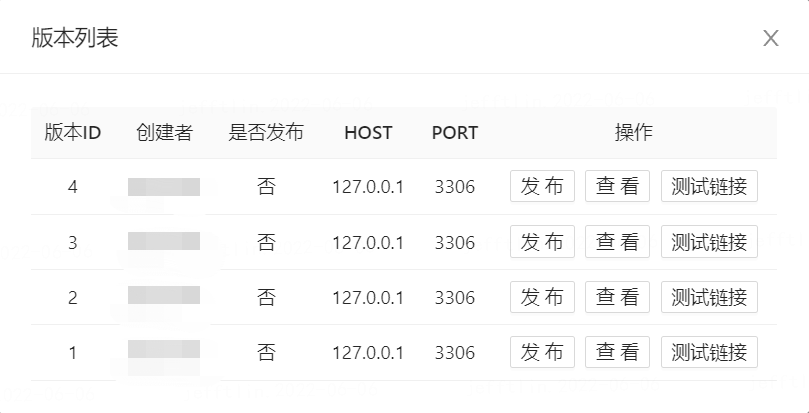 版本列表 X
版本ID 创建者 是否发布 HOST PORT 操作
4 否 127.0.0.1 3306 发布 查看 测试链接
3 否 127.0.0.1 3306 发布 查看 测试链接
2 否 127.0.0.1 3306 发布 查看 测试链接
1 否 127.0.0.1 3306 发布 查看 测试链接